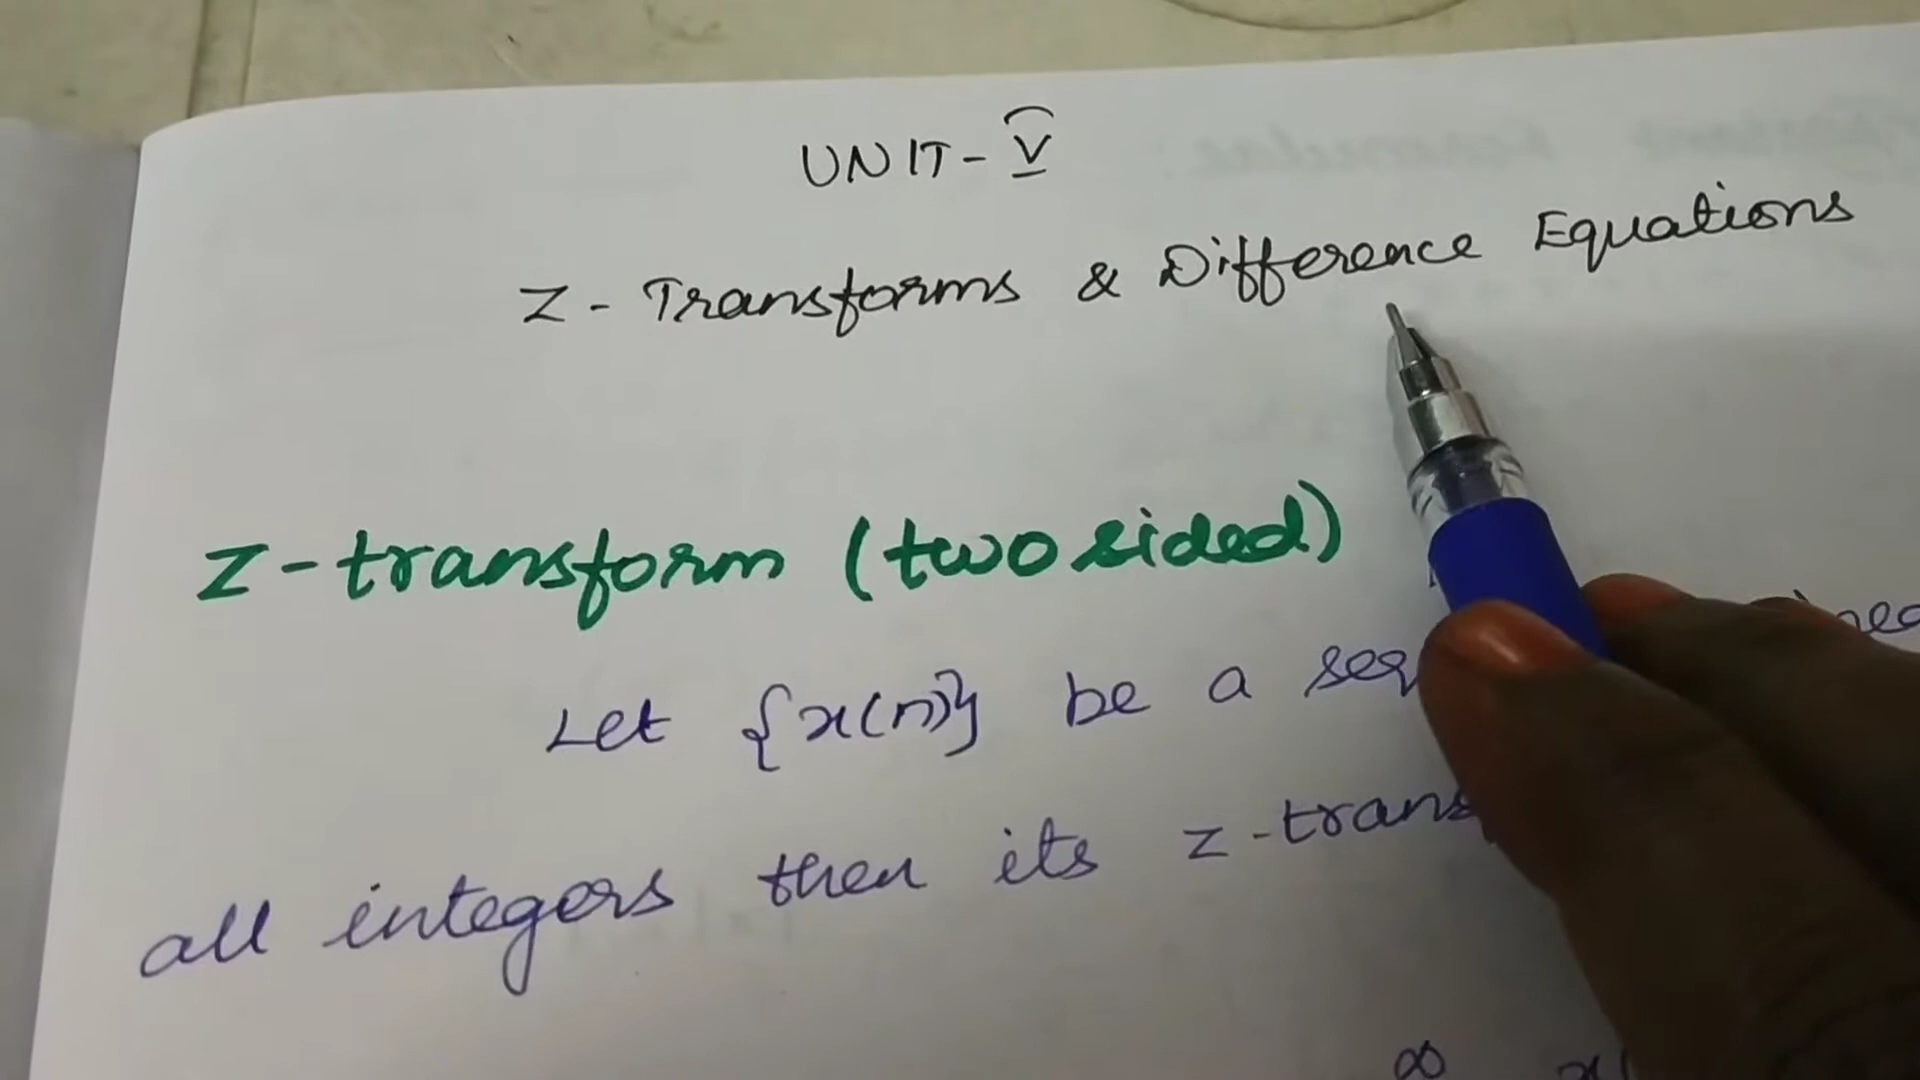 UNIT - V
Z - Transforms & Difference Equations
Z - transform (two sided)
Let {x(n)} be a
all integers then its z - 
∞